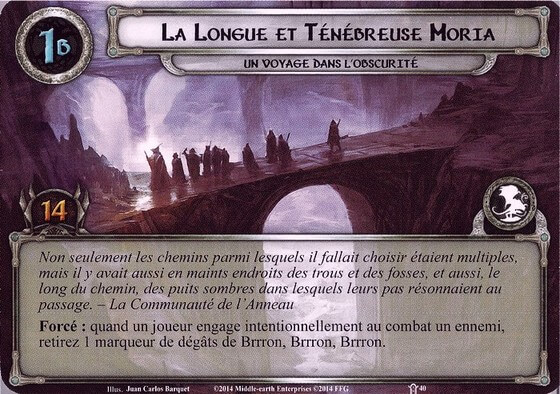 1B
La Longue et Ténébreuse Moria
un voyage dans l'obscurité
14
Non seulement les chemins parmi lesquels il fallait choisir étaient multiples,
mais il y avait aussi en maints endroits des trous et des fosses, et aussi, le
long du chemin, des puits sombres dans lesquels leurs pas résonnaient au
passage. – La Communauté de l'Anneau
Forcé : quand un joueur engage intentionnellement au combat un ennemi,
retirez 1 marqueur de dégâts de Brrron, Brrron, Brrron.
Illus. Juan Carlos Barquet ©2014 Middle-earth Enterprises ©2014 FFG 40